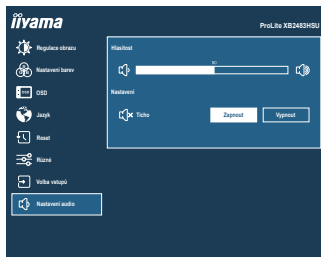 iiyama
ProLite XB2483HSU
Regulace obrazu
Nastavení barev
OSD
Jazyk
Reset
Různé
Volba vstupů
Nastavení audio
Hlasitost
50
Nastavení
Ticho
Zapnout
Vypnout